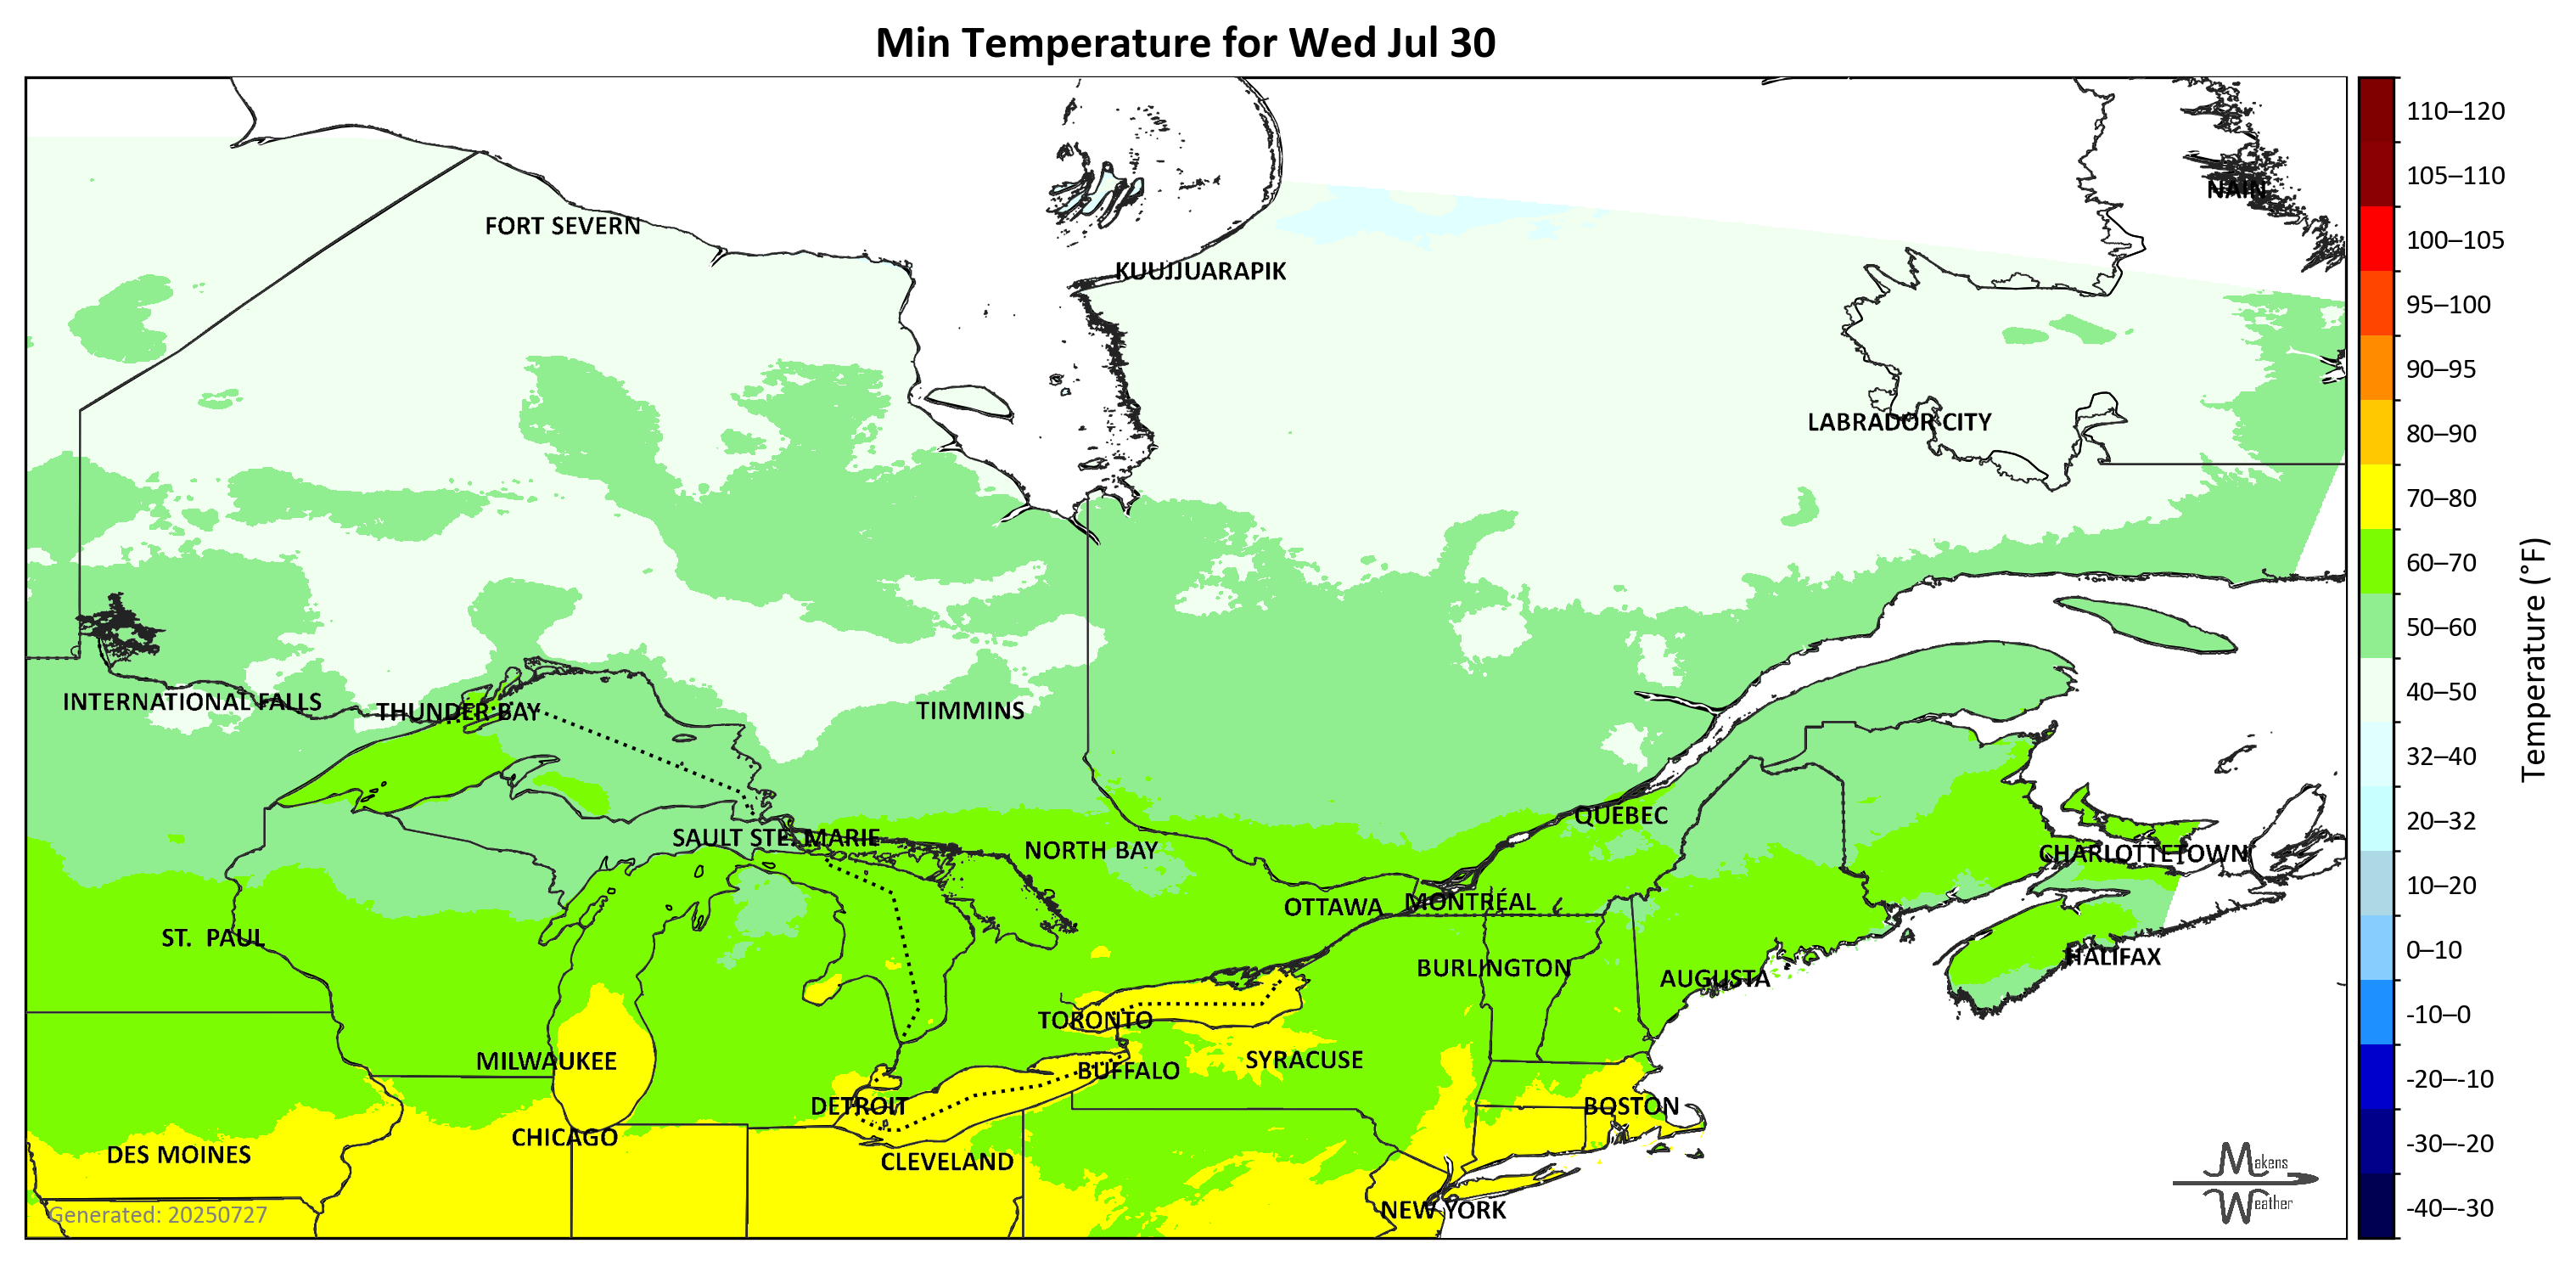 Min Temperature for Wed Jul 30
110–120
105–110
NAIN
FORT SEVERN
100–105
KUUJJUARAPIK
95–100
90–95
LABRADOR CITY
80–90
70–80
60–70
50–60
Temperature (°F)
40–50
INTERNATIONAL FALLS
THUNDER BAY
TIMMINS
32–40
QUEBEC
20–32
SAULT STE. MARIE
NORTH BAY
CHARLOTTETOWN
10–20
OTTAWA
MONTRÉAL
ST. PAUL
0–10
HALIFAX
BURLINGTON
AUGUSTA
-10–0
TORONTO
MILWAUKEE
SYRACUSE
BUFFALO
-20–-10
DETROIT
BOSTON
CHICAGO
-30–-20
DES MOINES
CLEVELAND
Makens
Weather
-40–-30
NEW YORK
Generated: 20250727